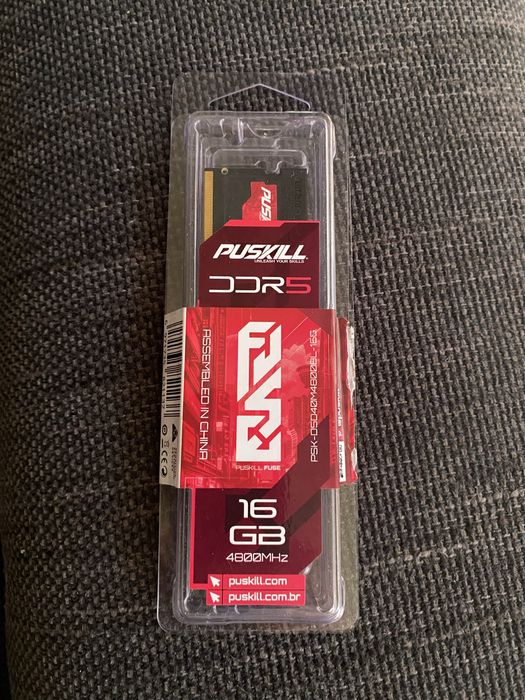 PUSKILL
UNLEASH YOUR SKILLS
DDR5
ASSEMBLED IN CHINA
PUSKILL FUSE
16
GB
4800MHz
puskill.com
puskill.com.br